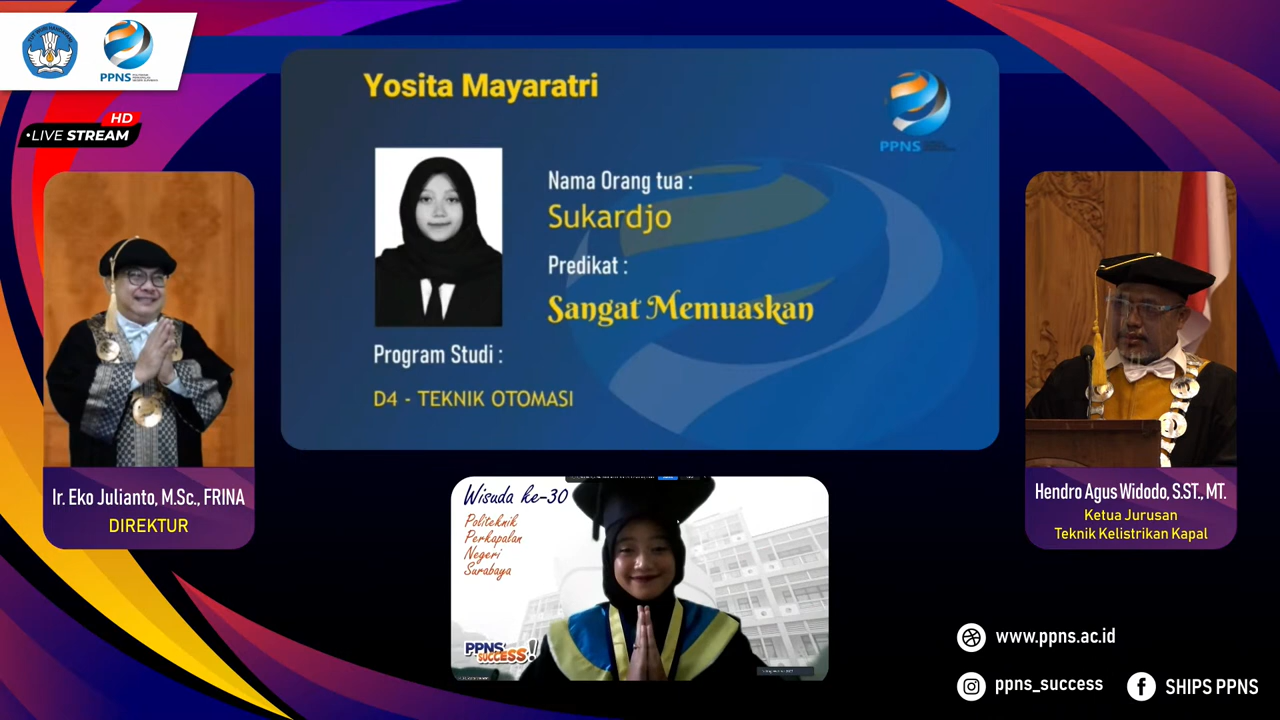 PPNS
HD
LIVE STREAM
Yosita Mayaratri
PPNS
Nama Orang tua :
Sukardjo
Predikat :
Sangat Memuaskan
Program Studi :
D4 - TEKNIK OTOMASI
Ir. Eko Julianto, M.Sc., FRINA
DIREKTUR
Hendro Agus Widodo, S.ST., MT.
Ketua Jurusan
Teknik Kelistrikan Kapal
Wisuda ke-30
Politeknik
Perkapalan
Negeri
Surabaya
PPNS
SUCCESS!
www.ppns.ac.id
ppns_success
SHIPS PPNS